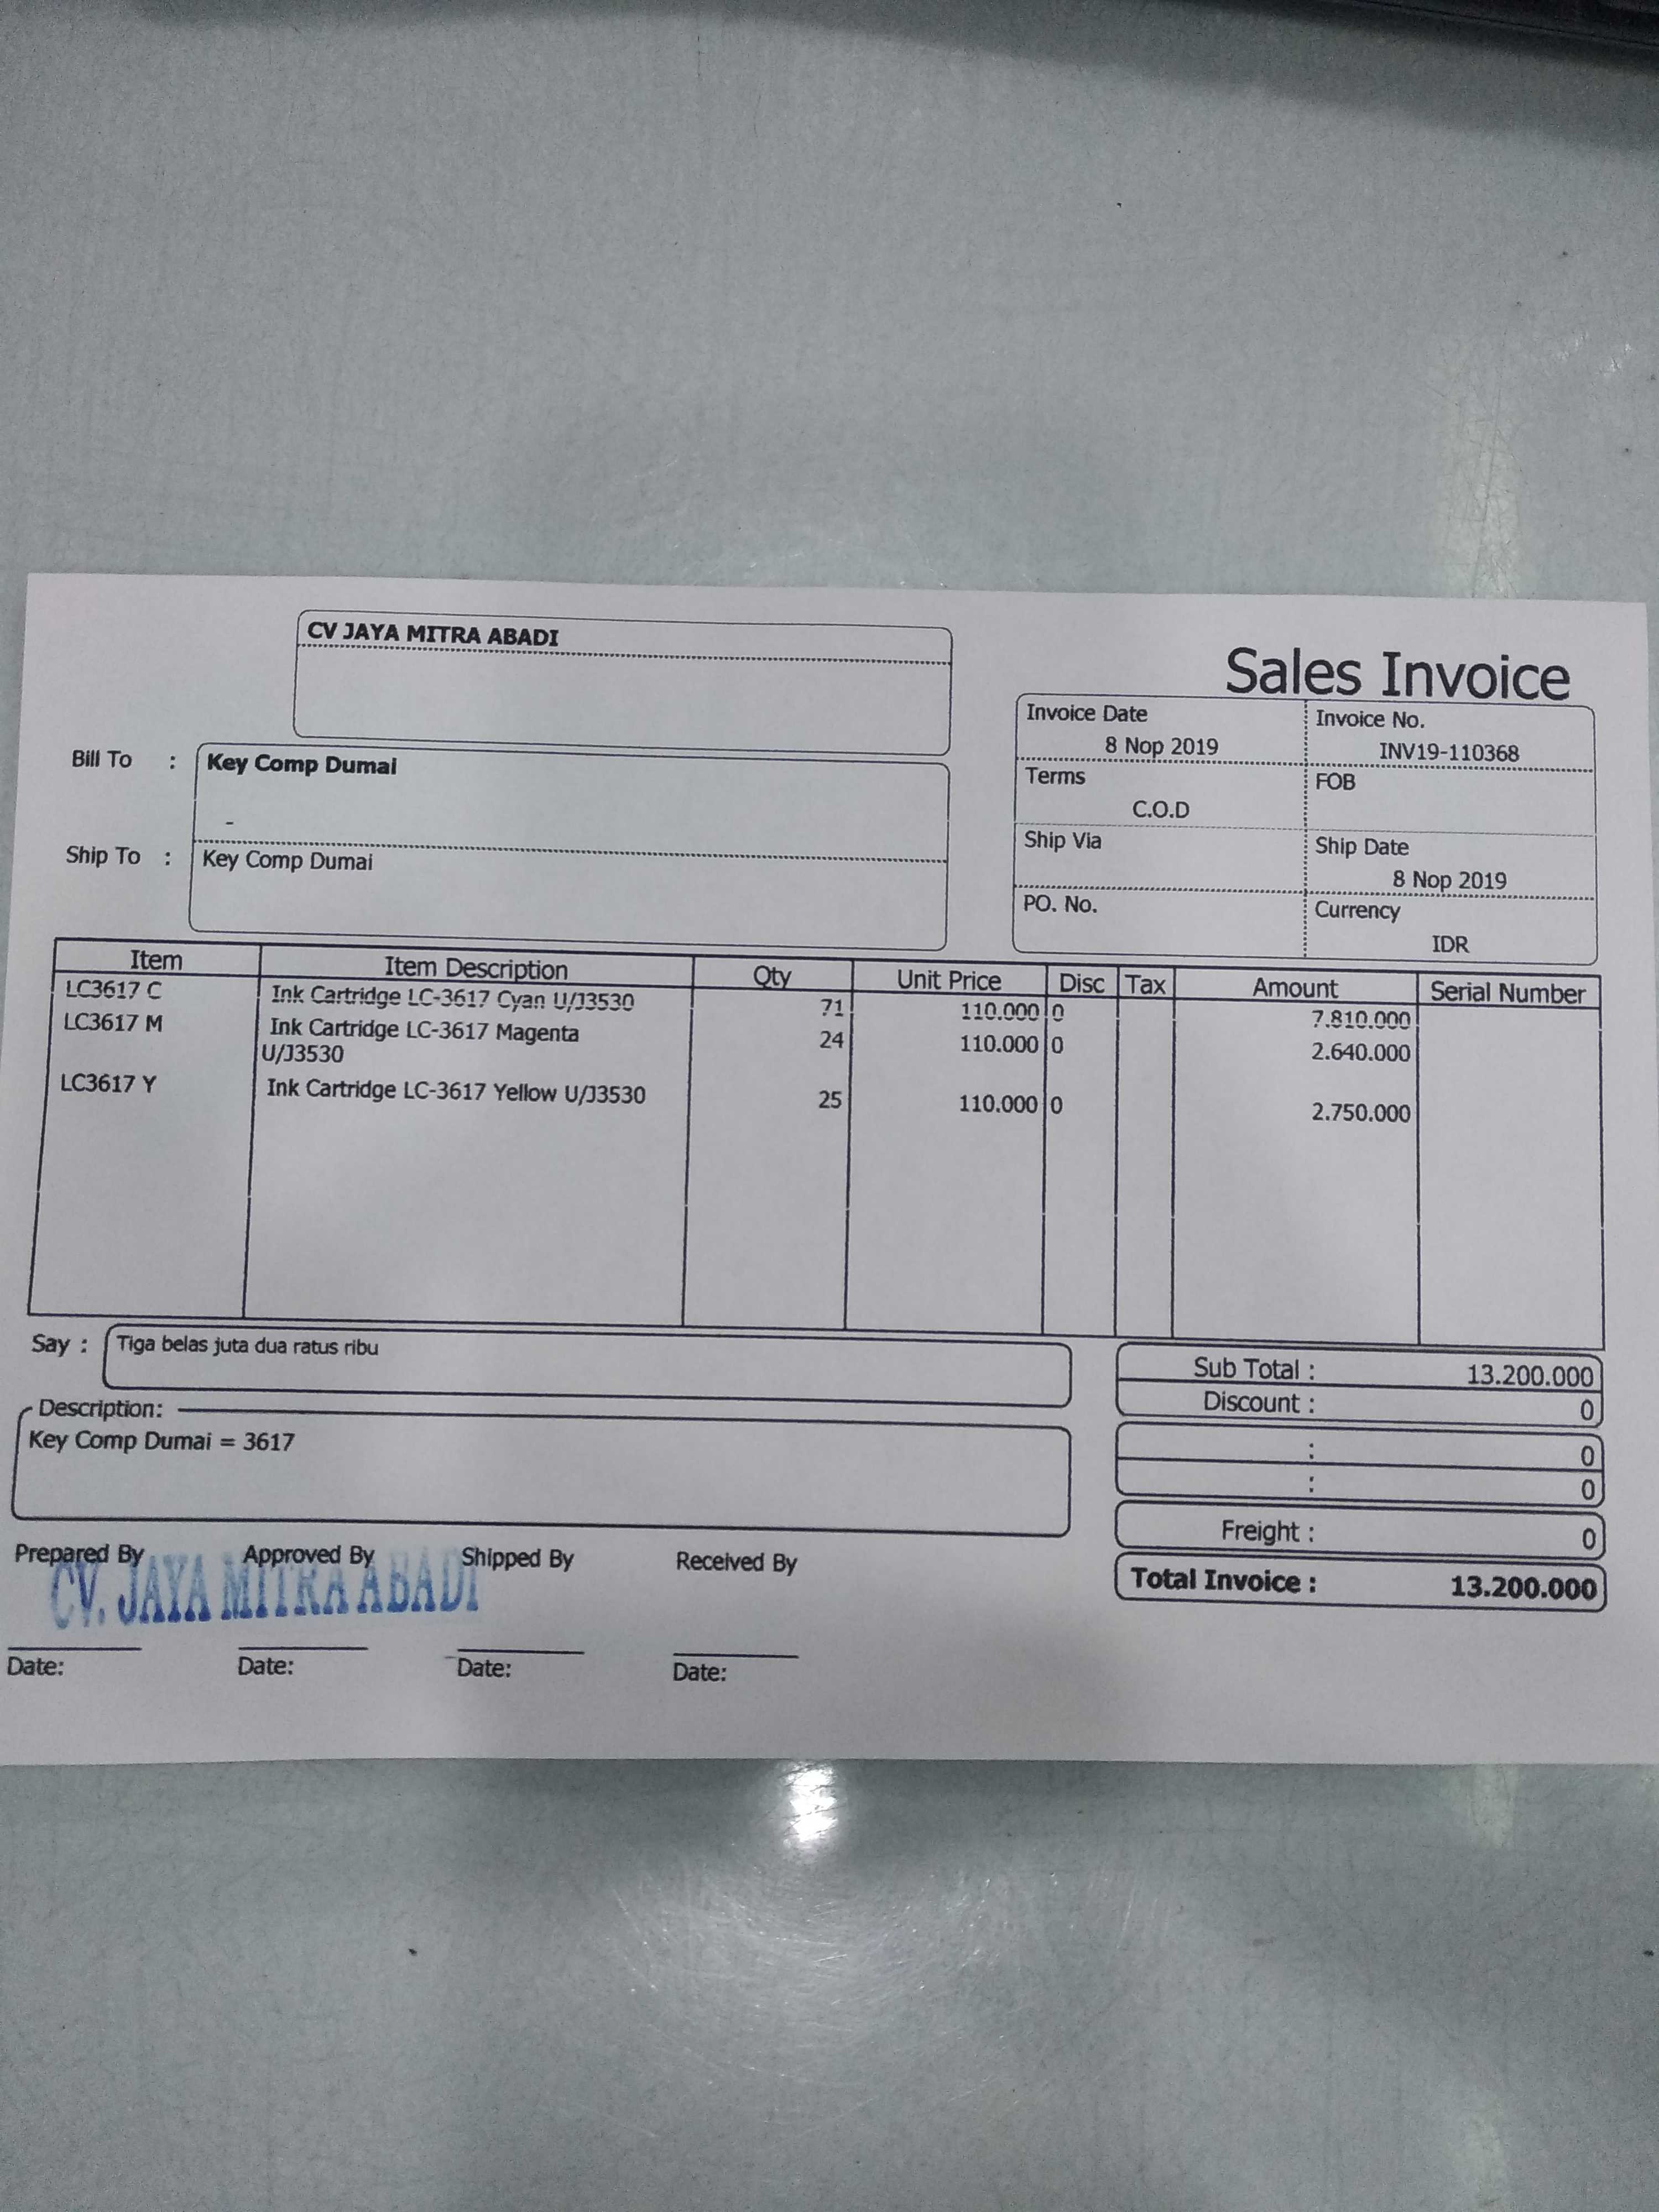 CV JAYA MITRA ABADI
Sales Invoice
Invoice Date
8 Nop 2019
Invoice No.
INV19-110368
Bill To :
Key Comp Dumai
-
Terms
C.O.D
FOB
Ship To :
Key Comp Dumai
Ship Via
Ship Date
8 Nop 2019
PO. No.
Currency
IDR
Item Item Description Qty Unit Price Disc Tax Amount Serial Number
LC3617 C Ink Cartridge LC-3617 Cyan U/J3530 71 110.000 0 7.810.000
LC3617 M Ink Cartridge LC-3617 Magenta 24 110.000 0 2.640.000
U/J3530
LC3617 Y Ink Cartridge LC-3617 Yellow U/J3530 25 110.000 0 2.750.000
Say : Tiga belas juta dua ratus ribu
Sub Total : 13.200.000
Discount : 0
: 0
: 0
Freight : 0
Total Invoice : 13.200.000
Description:
Key Comp Dumai = 3617
Prepared By Approved By Shipped By Received By
CV. JAYA MITRA ABADI
Date: Date: Date: Date: